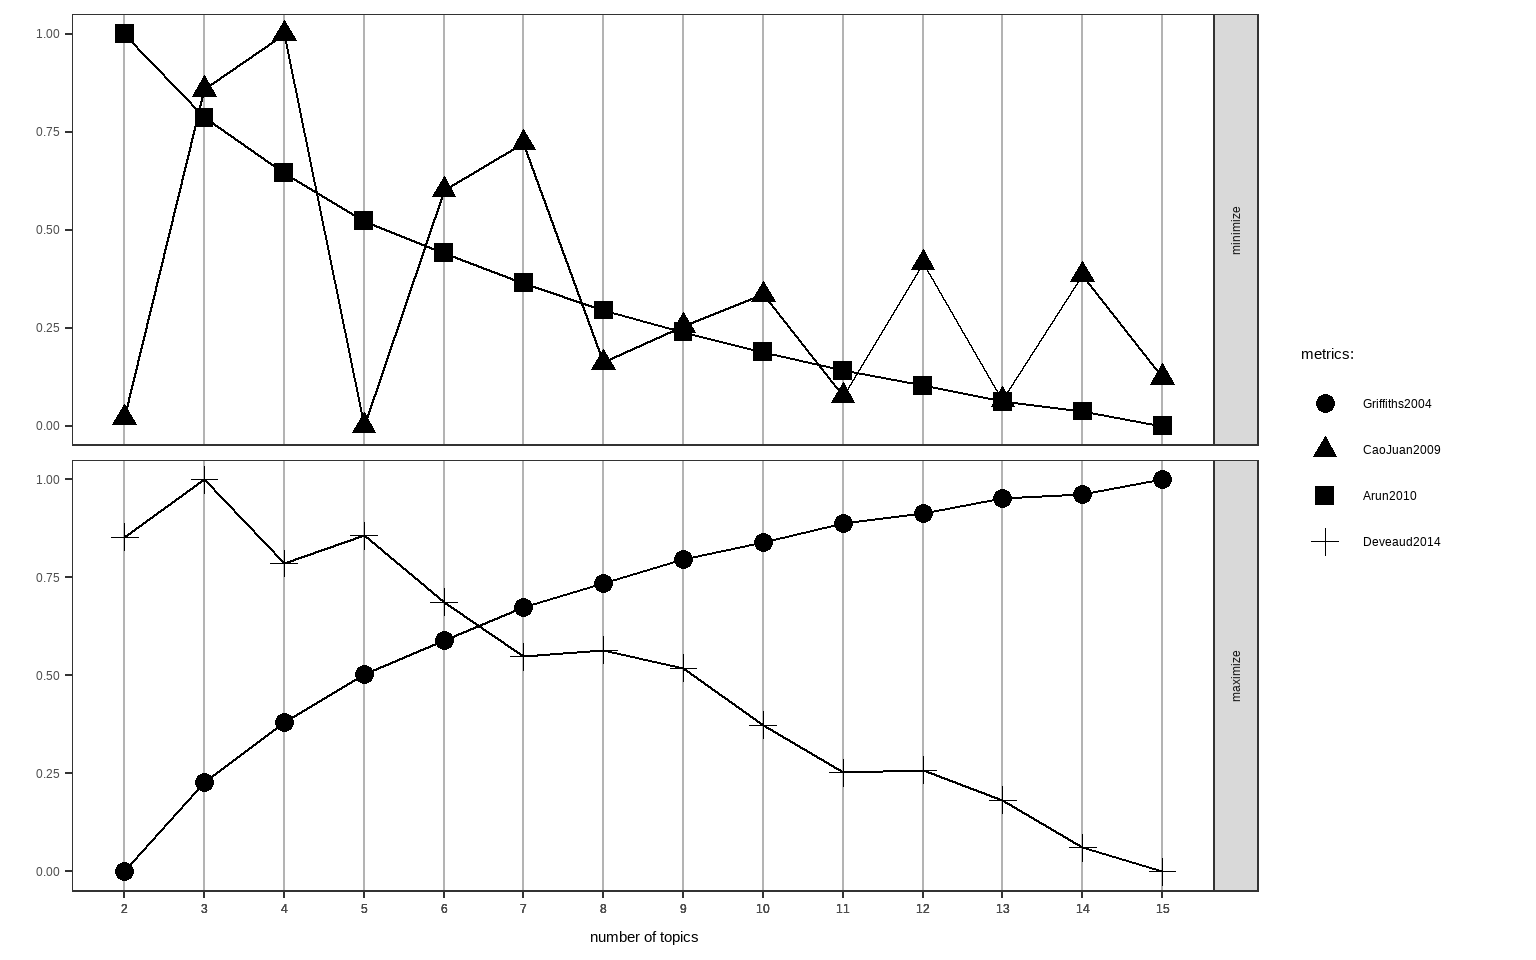 1.00
0.75
0.50
0.25
0.00
minimize
1.00
0.75
0.50
0.25
0.00
maximize
2 3 4 5 6 7 8 9 10 11 12 13 14 15
number of topics
metrics:
Griffiths2004
CaoJuan2009
Arun2010
Deveaud2014